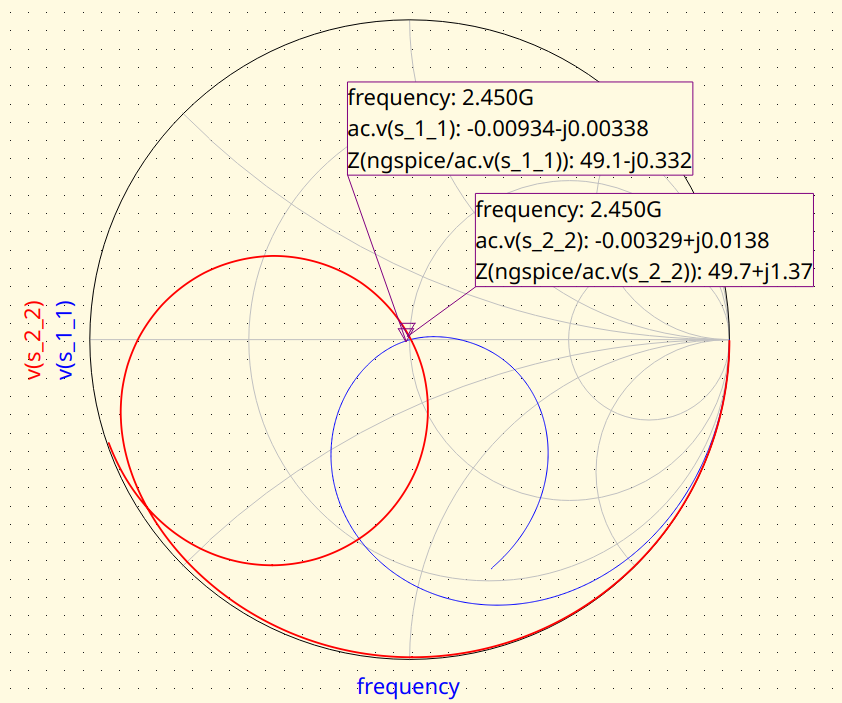 frequency: 2.450G
ac.v(s_1_1): -0.00934-j0.00338
Z(ngspice/ac.v(s_1_1)): 49.1-j0.332
frequency: 2.450G
ac.v(s_2_2): -0.00329+j0.0138
Z(ngspice/ac.v(s_2_2)): 49.7+j1.37
v(s_2_2)
v(s_1_1)
frequency